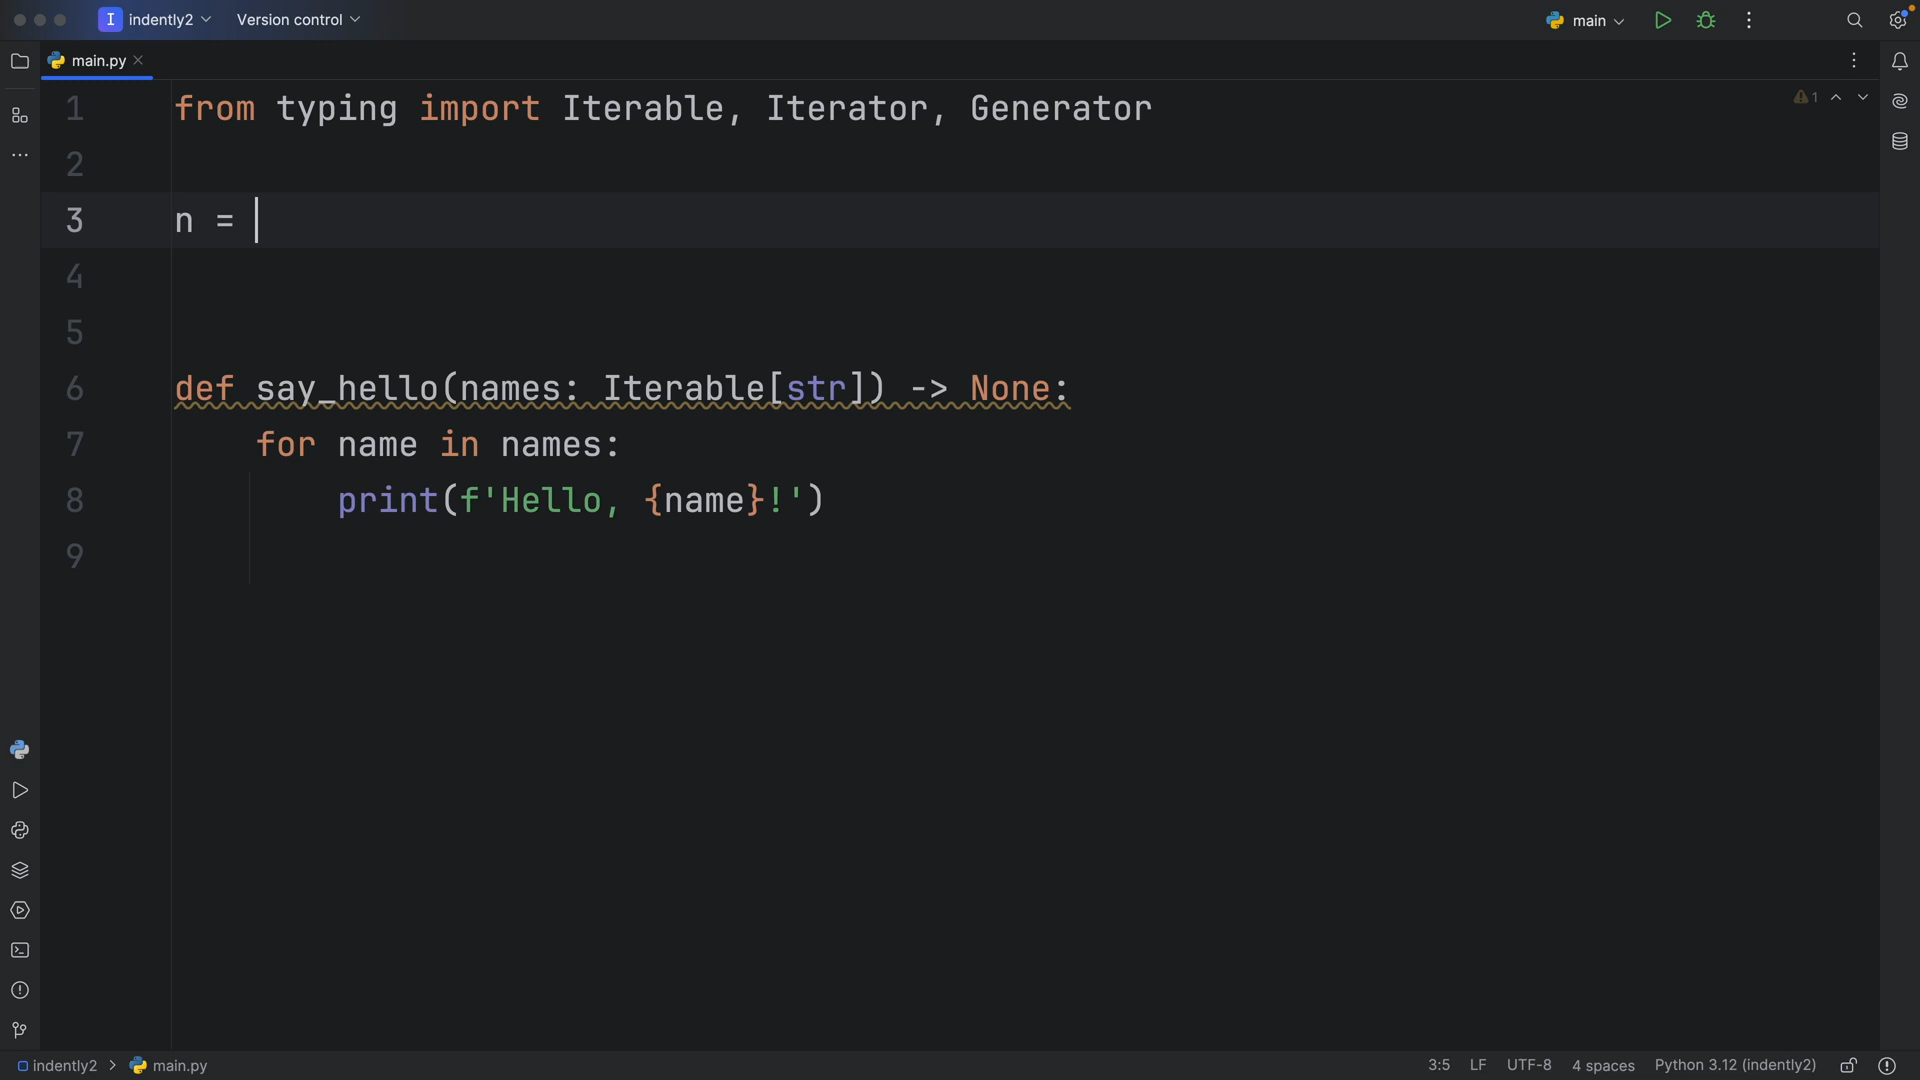 I indently2 Version control main
main.py
1 from typing import Iterable, Iterator, Generator
1
2
3 n =
4
5
6 def say_hello(names: Iterable[str]) -> None:
7 for name in names:
8 print(f'Hello, {name}!')
9
indently2 main.py 3:5 LF UTF-8 4 spaces Python 3.12 (indently2)